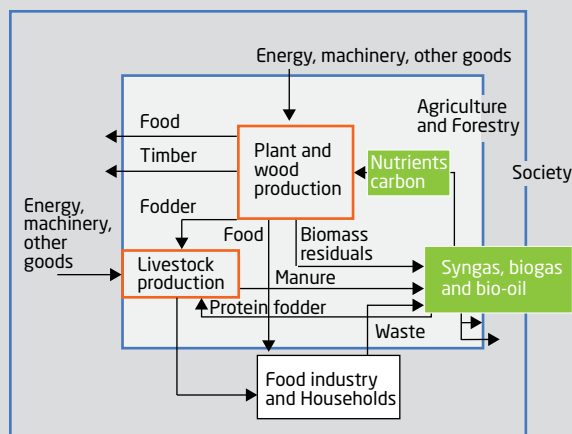 Energy, machinery, other goods
Agriculture
and Forestry
Food
Timber
Plant and
wood
production
Nutrients
carbon
Society
Energy,
machinery,
other
goods
Fodder
Food
Biomass
residuals
Livestock
production
Manure
Syngas, biogas
and bio-oil
Protein fodder
Waste
Food industry
and Households